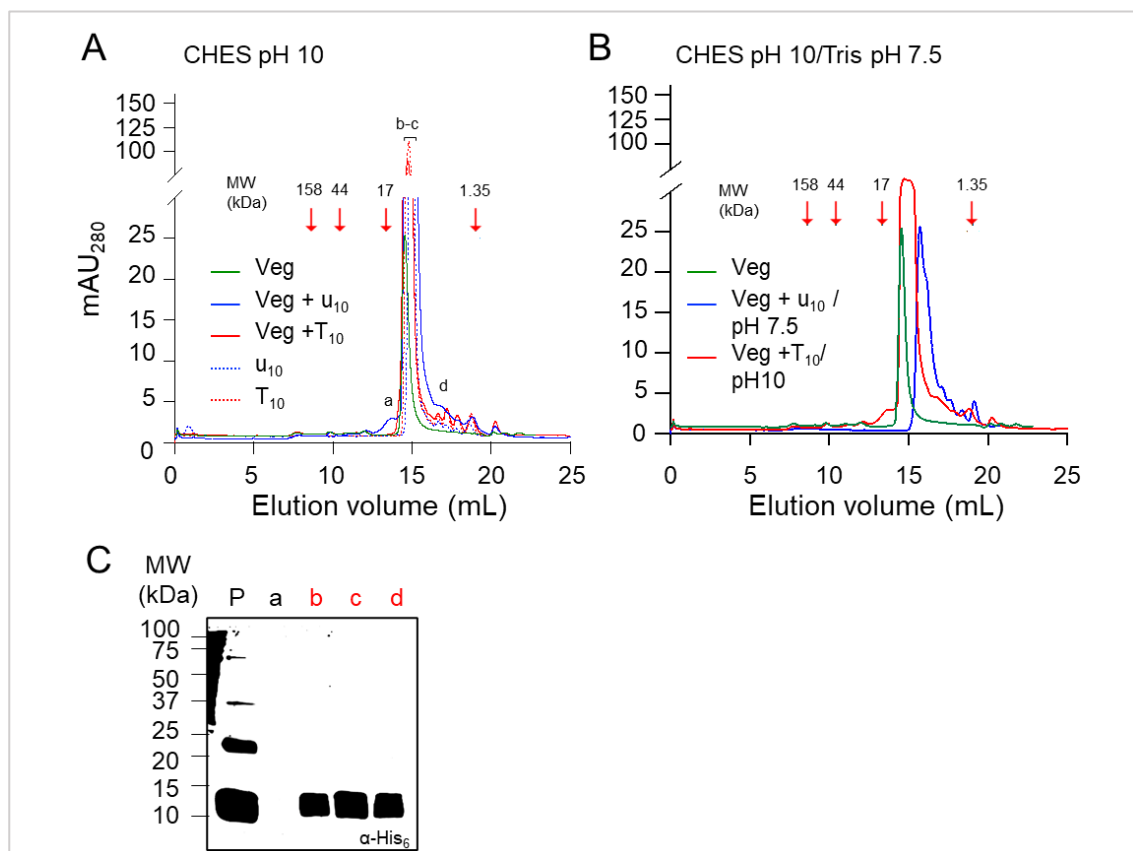 A
CHES pH 10
150
125
100
b-c
MW
(kDa)
158
44
17
1.35
25
20
15
10
5
0
mAU₂₈₀
Veg
Veg + u₁₀
Veg +T₁₀
u₁₀
T₁₀
a
d
0 5 10 15 20 25
Elution volume (mL)
B
CHES pH 10/Tris pH 7.5
150
125
100
MW
(kDa)
158
44
17
1.35
25
20
15
10
5
0
Veg
Veg + u₁₀ /
pH 7.5
Veg +T₁₀/
pH10
0 5 10 15 20 25
Elution volume (mL)
C
MW
(kDa)
P a b c d
100
75
50
37
25
20
15
10
α-His₆